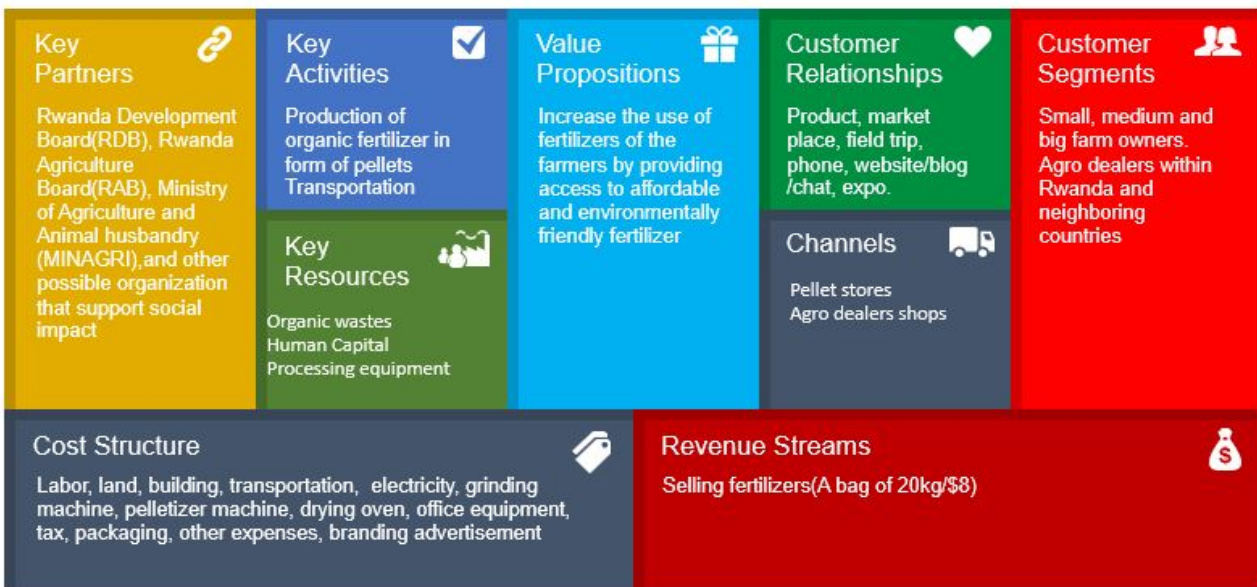 Key
Partners
Rwanda Development
Board(RDB), Rwanda
Agriculture
Board(RAB), Ministry
of Agriculture and
Animal husbandry
(MINAGRI),and other
possible organization
that support social
impact
Key
Activities
Production of
organic fertilizer in
form of pellets
Transportation
Key
Resources
Organic wastes
Human Capital
Processing equipment
Value
Propositions
Increase the use of
fertilizers of the
farmers by providing
access to affordable
and environmentally
friendly fertilizer
Customer
Relationships
Product, market
place, field trip,
phone, website/blog
/chat, expo.
Channels
Pellet stores
Agro dealers shops
Customer
Segments
Small, medium and
big farm owners.
Agro dealers within
Rwanda and
neighboring
countries
Cost Structure
Labor, land, building, transportation, electricity, grinding
machine, pelletizer machine, drying oven, office equipment,
tax, packaging, other expenses, branding advertisement
Revenue Streams
Selling fertilizers(A bag of 20kg/$8)
$